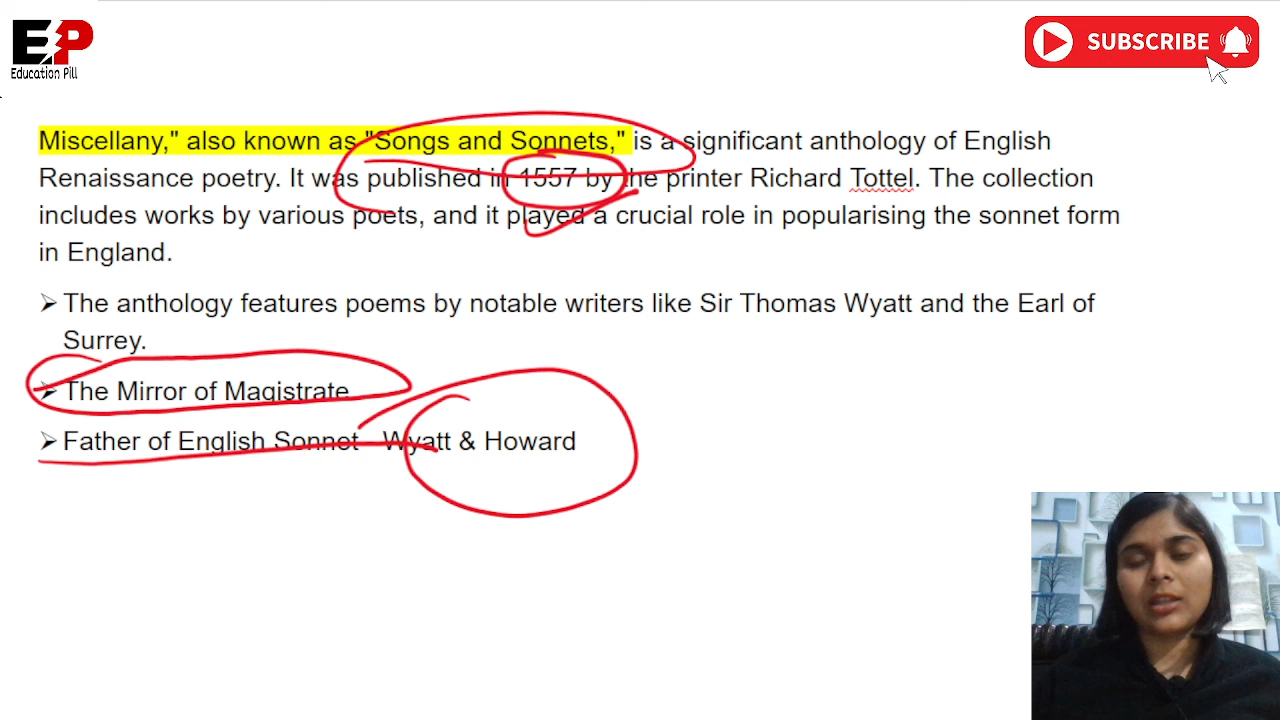 EP
Education Pill
SUBSCRIBE
Miscellany," also known as "Songs and Sonnets," is a significant anthology of English
Renaissance poetry. It was published in 1557 by the printer Richard Tottel. The collection
includes works by various poets, and it played a crucial role in popularising the sonnet form
in England.
➢ The anthology features poems by notable writers like Sir Thomas Wyatt and the Earl of
Surrey.
➢ The Mirror of Magistrate
➢ Father of English Sonnet - Wyatt & Howard